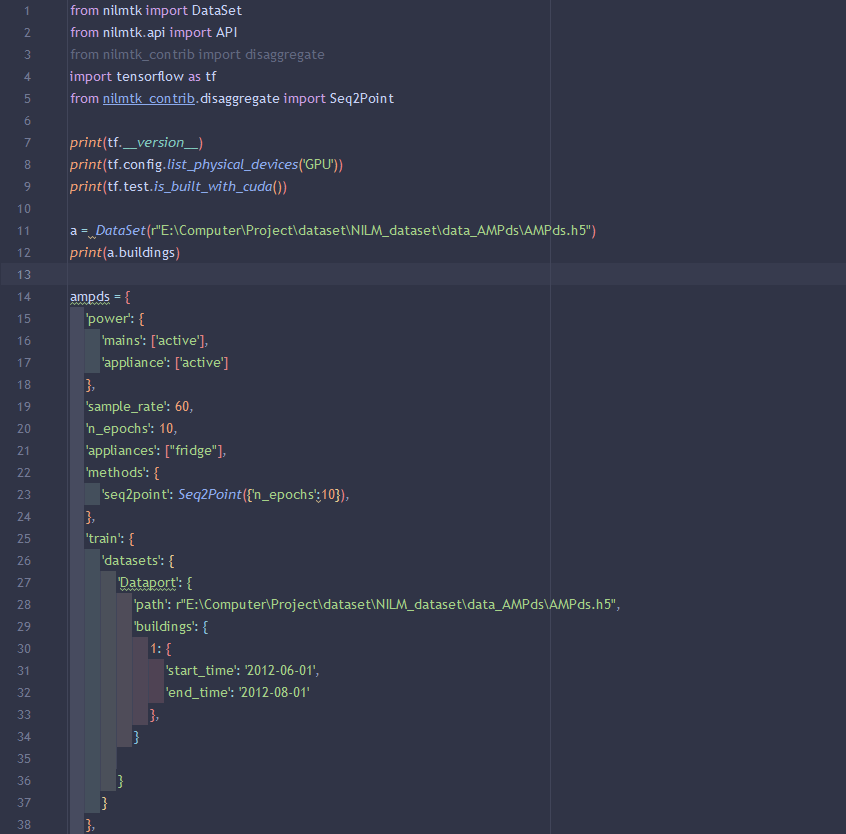 1 from nilmtk import DataSet
2 from nilmtk.api import API
3 from nilmtk_contrib import disaggregate
4 import tensorflow as tf
5 from nilmtk_contrib.disaggregate import Seq2Point
6
7 print(tf.__version__)
8 print(tf.config.list_physical_devices('GPU'))
9 print(tf.test.is_built_with_cuda())
10
11 a = DataSet(r"E:\Computer\Project\dataset\NILM_dataset\data_AMPds\AMPds.h5")
12 print(a.buildings)
13
14 ampds = {
15     'power': {
16         'mains': ['active'],
17         'appliance': ['active']
18     },
19     'sample_rate': 60,
20     'n_epochs': 10,
21     'appliances': ["fridge"],
22     'methods': {
23         'seq2point': Seq2Point({'n_epochs':10}),
24     },
25     'train': {
26         'datasets': {
27             'Dataport': {
28                 'path': r"E:\Computer\Project\dataset\NILM_dataset\data_AMPds\AMPds.h5",
29                 'buildings': {
30                     1: {
31                         'start_time': '2012-06-01',
32                         'end_time': '2012-08-01'
33                     },
34                 }
35
36             }
37         }
38     },